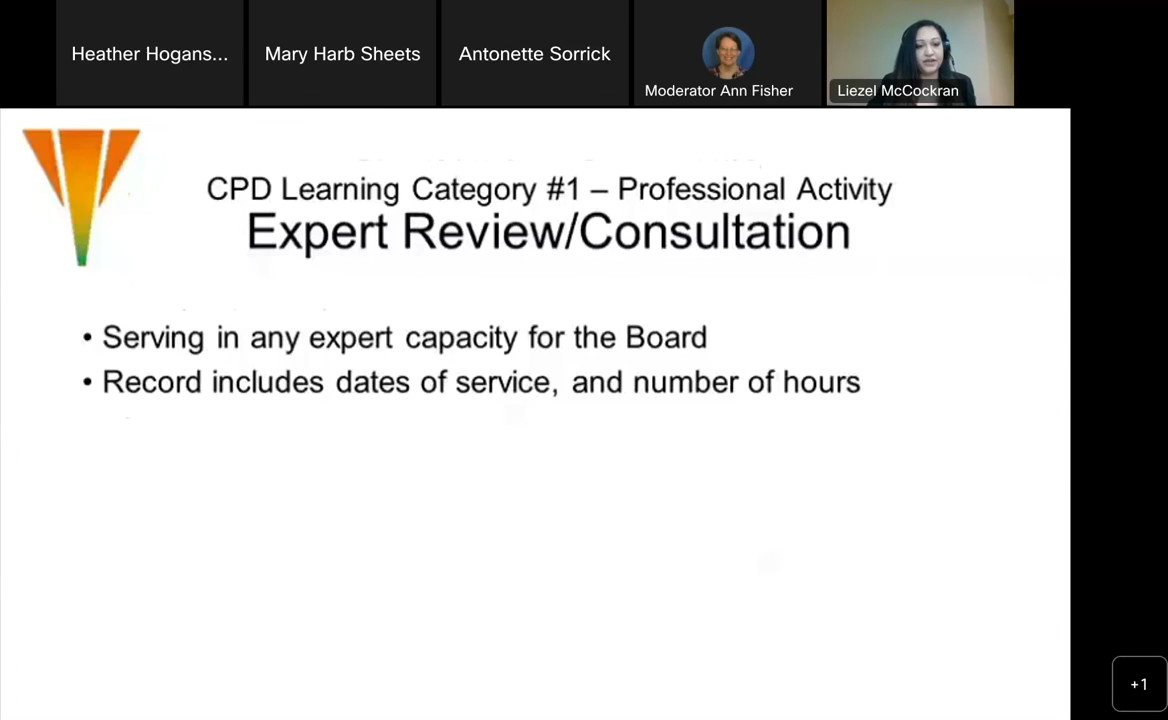 Heather Hogans...
Mary Harb Sheets
Antonette Sorrick
Moderator Ann Fisher
Liezel McCockran
CPD Learning Category #1 – Professional Activity
Expert Review/Consultation
• Serving in any expert capacity for the Board
• Record includes dates of service, and number of hours
+1